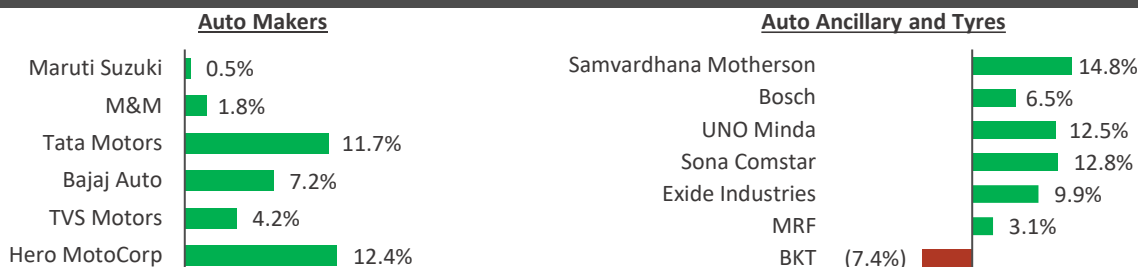 Auto Makers
Maruti Suzuki 0.5%
M&M 1.8%
Tata Motors 11.7%
Bajaj Auto 7.2%
TVS Motors 4.2%
Hero MotoCorp 12.4%
Auto Ancillary and Tyres
Samvardhana Motherson 14.8%
Bosch 6.5%
UNO Minda 12.5%
Sona Comstar 12.8%
Exide Industries 9.9%
MRF 3.1%
BKT (7.4%)